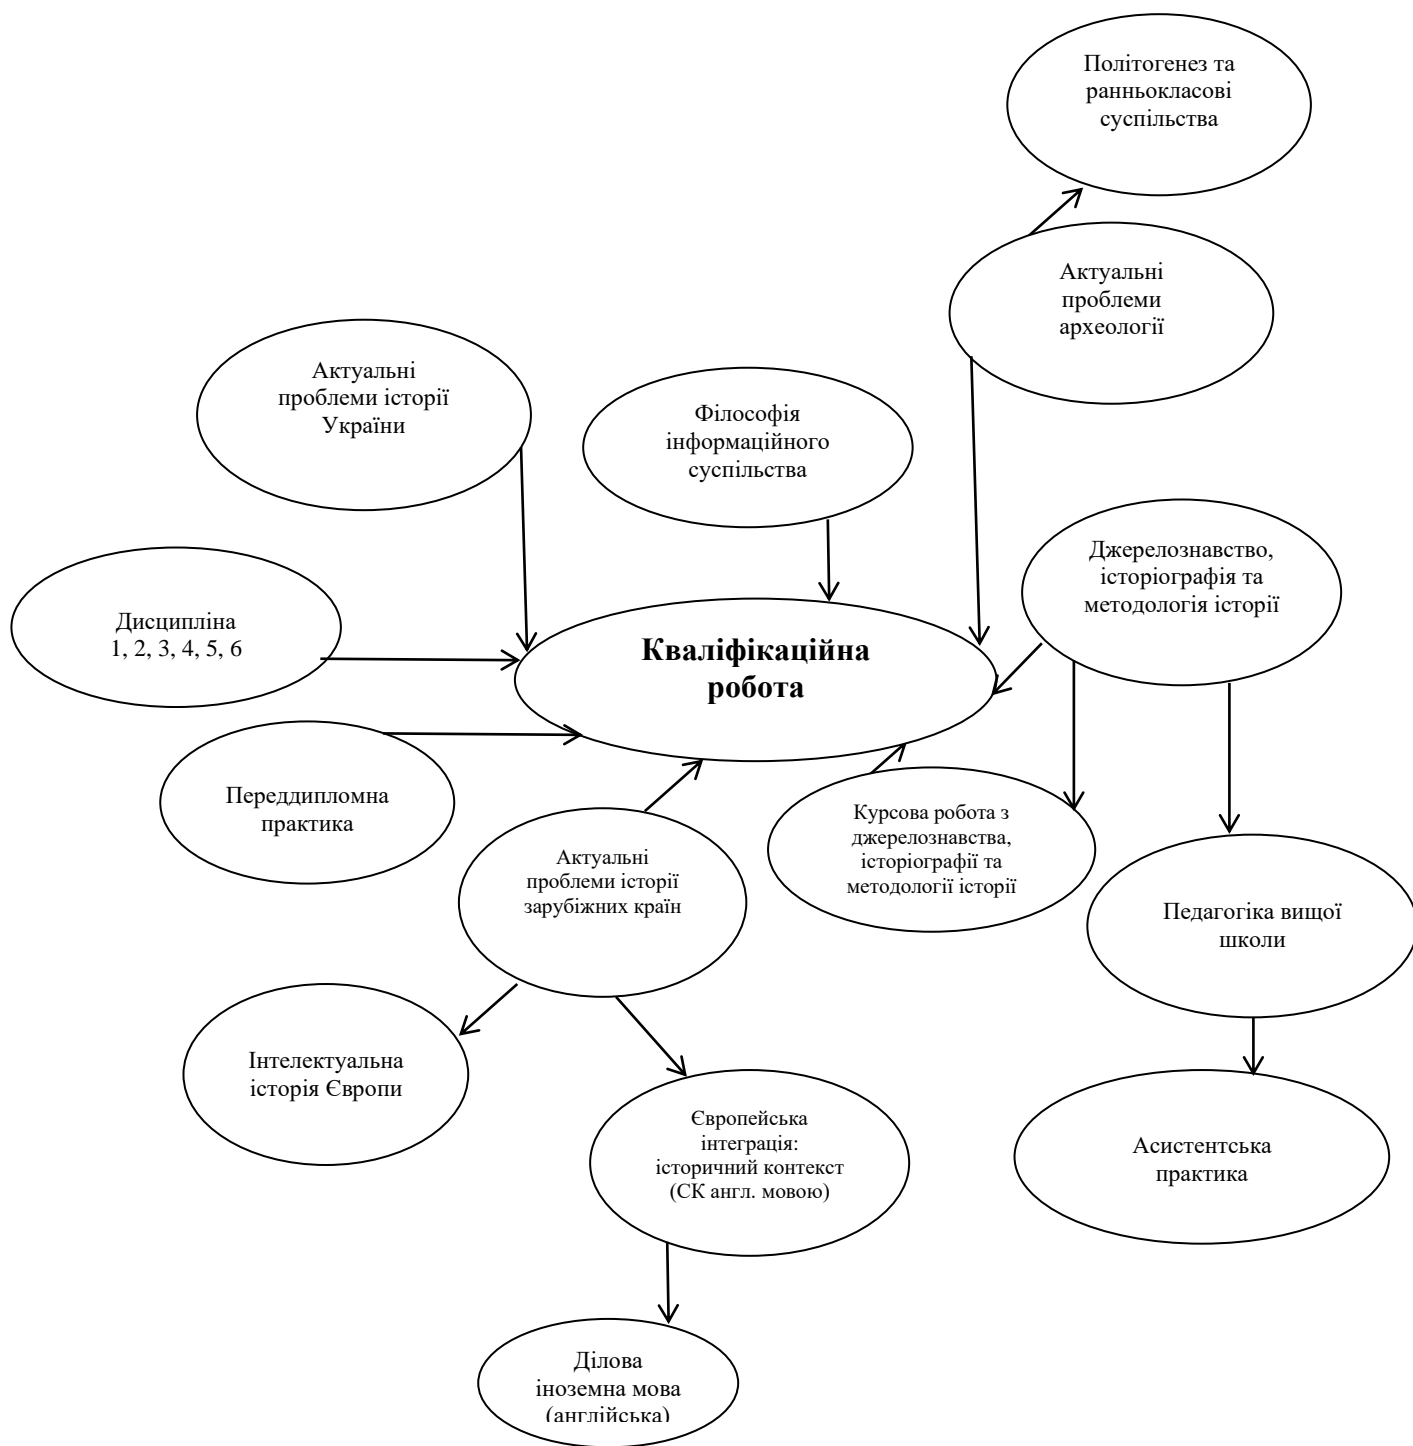 Політогенез та
ранньокласові
суспільства
Актуальні
проблеми
археології
Актуальні
проблеми історії
України
Філософія
інформаційного
суспільства
Джерелознавство,
історіографія та
методологія історії
Дисципліна
1, 2, 3, 4, 5, 6
Кваліфікаційна
робота
Переддипломна
практика
Актуальні
проблеми історії
зарубіжних країн
Курсова робота з
джерелознавства,
історіографії та
методології історії
Педагогіка вищої
школи
Інтелектуальна
історія Європи
Європейська
інтеграція:
історичний контекст
(СК англ. мовою)
Асистентська
практика
Ділова
іноземна мова
(англійська)